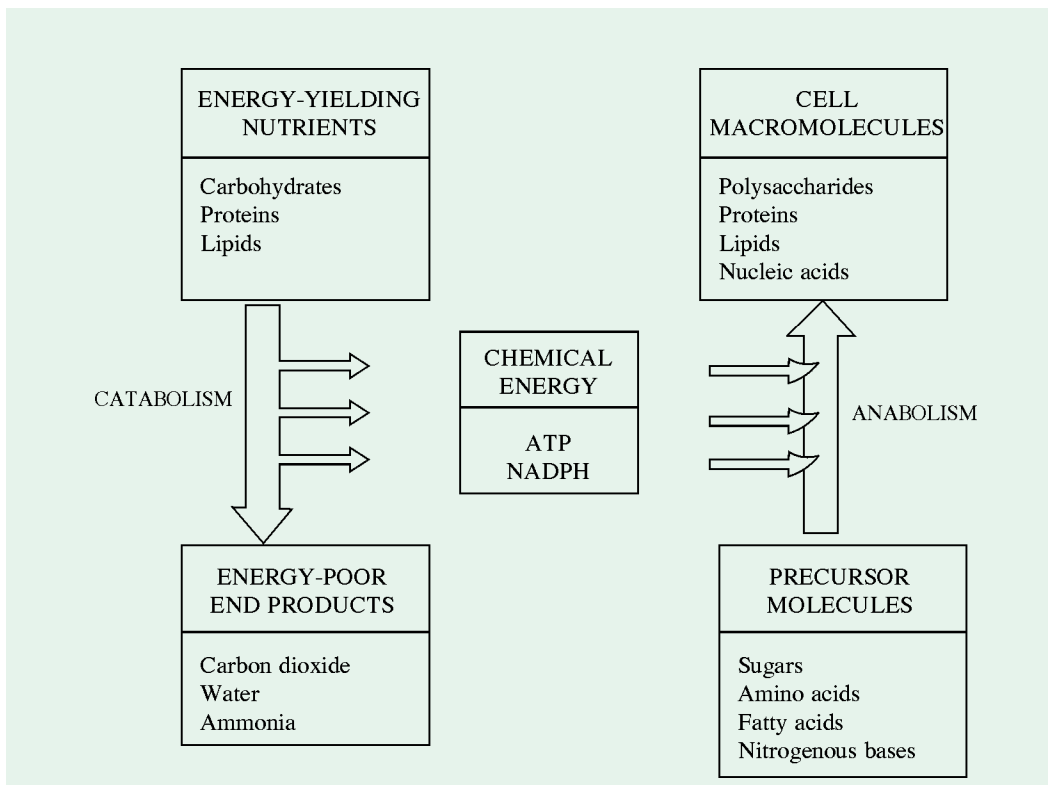 ENERGY-YIELDING
NUTRIENTS
Carbohydrates
Proteins
Lipids
CELL
MACROMOLECULES
Polysaccharides
Proteins
Lipids
Nucleic acids
CATABOLISM
CHEMICAL
ENERGY
ATP
NADPH
ANABOLISM
ENERGY-POOR
END PRODUCTS
Carbon dioxide
Water
Ammonia
PRECURSOR
MOLECULES
Sugars
Amino acids
Fatty acids
Nitrogenous bases